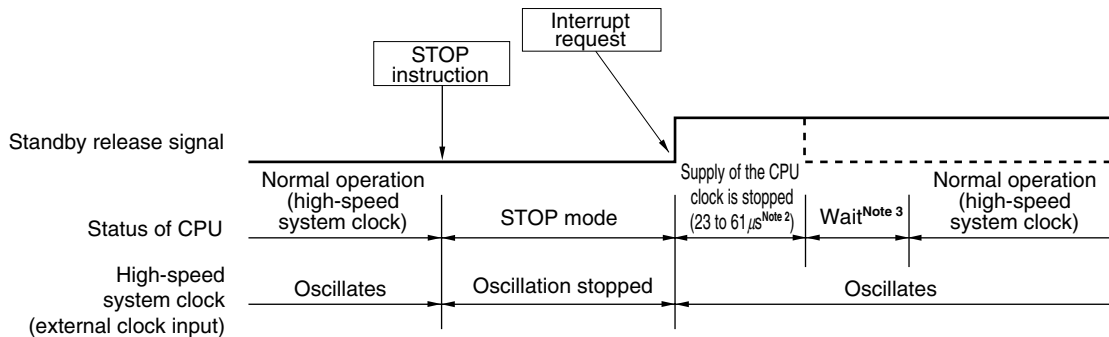 Interrupt
request
STOP
instruction
Standby release signal
Normal operation
(high-speed
system clock)
Supply of the CPU
clock is stopped
(23 to 61 μs Note 2)
Normal operation
(high-speed
system clock)
Status of CPU
STOP mode
Wait Note 3
High-speed
system clock
(external clock input)
Oscillates
Oscillation stopped
Oscillates